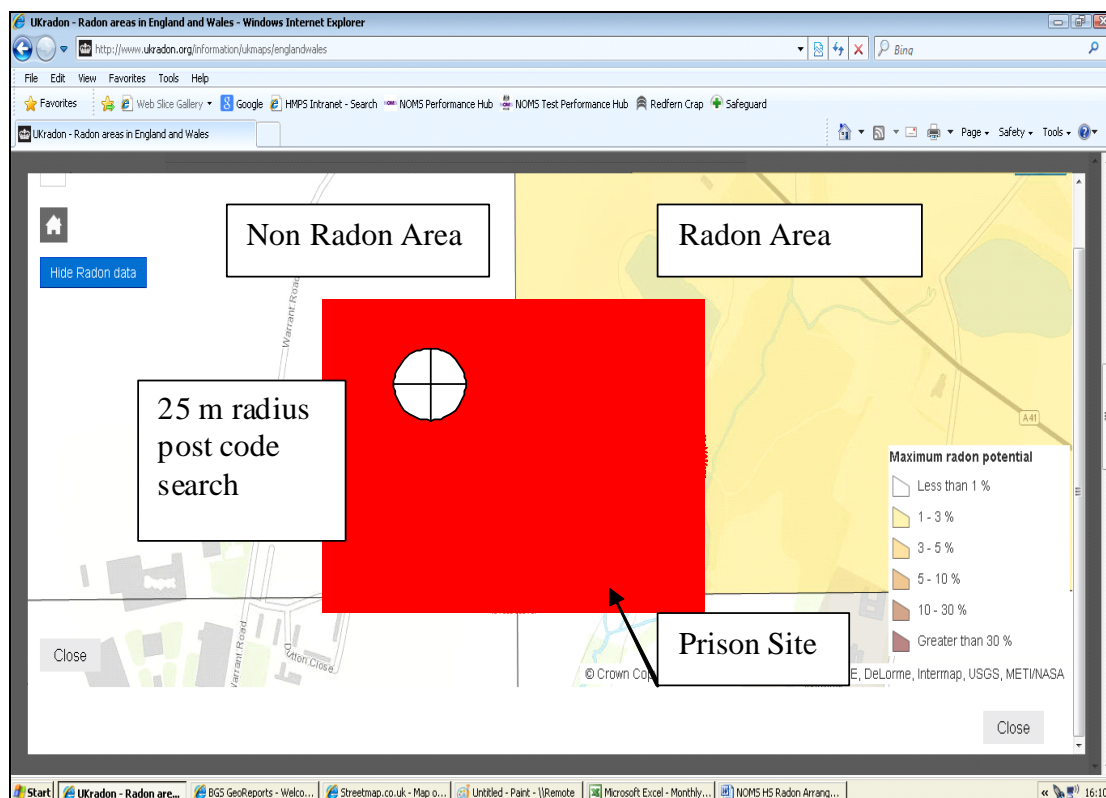 UKradon - Radon areas in England and Wales - Windows Internet Explorer
http://www.ukradon.org/information/ukmaps/englandwales
Bing
File Edit View Favorites Tools Help
Favorites Web Slice Gallery Google HMPS Intranet - Search NOMS Performance Hub NOMS Test Performance Hub Redfern Crap Safeguard
UKradon - Radon areas in England and Wales
Page Safety Tools
Non Radon Area
Radon Area
Hide Radon data
Warrant Road
25 m radius
post code
search
A41
Maximum radon potential
Less than 1 %
1 - 3 %
3 - 5 %
5 - 10 %
10 - 30 %
Greater than 30 %
Depot
Prison Site
Warrant Road
Dutton Close
Close
© Crown Cop
E, DeLorme, Intermap, USGS, METI/NASA
Close
Start UKradon - Radon are... BGS GeoReports - Welco... Streetmap.co.uk - Map o... Untitled - Paint - \\Remote Microsoft Excel - Monthly... NOMS HS Radon Arrang... « 16:10